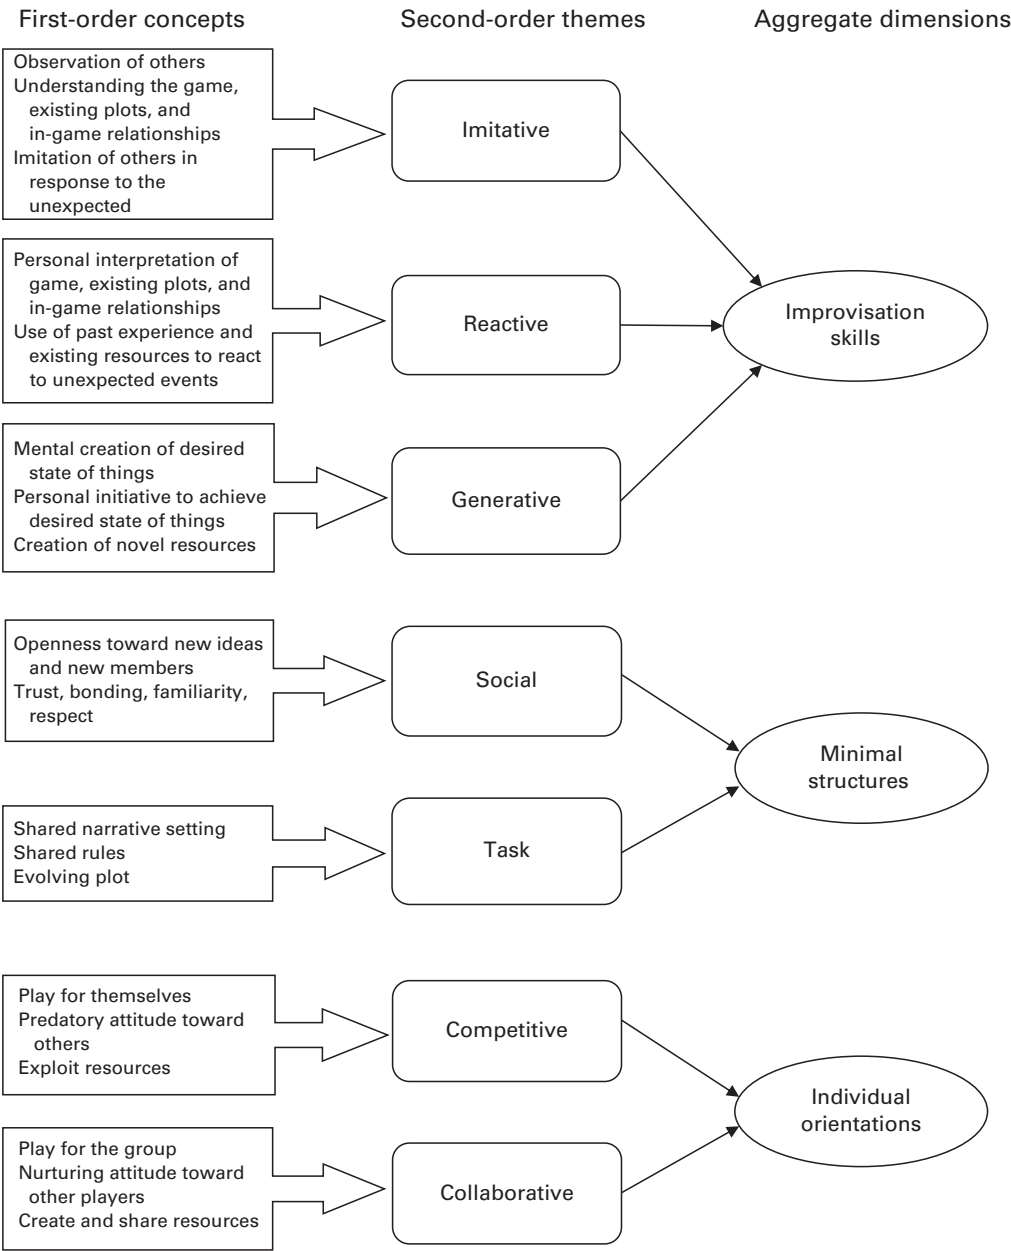 First-order concepts
Second-order themes
Aggregate dimensions
Observation of others
Understanding the game,
existing plots, and
in-game relationships
Imitation of others in
response to the
unexpected
Imitative
Personal interpretation of
game, existing plots, and
in-game relationships
Use of past experience and
existing resources to react
to unexpected events
Reactive
Improvisation
skills
Mental creation of desired
state of things
Personal initiative to achieve
desired state of things
Creation of novel resources
Generative
Openness toward new ideas
and new members
Trust, bonding, familiarity,
respect
Social
Minimal
structures
Shared narrative setting
Shared rules
Evolving plot
Task
Play for themselves
Predatory attitude toward
others
Exploit resources
Competitive
Individual
orientations
Play for the group
Nurturing attitude toward
other players
Create and share resources
Collaborative